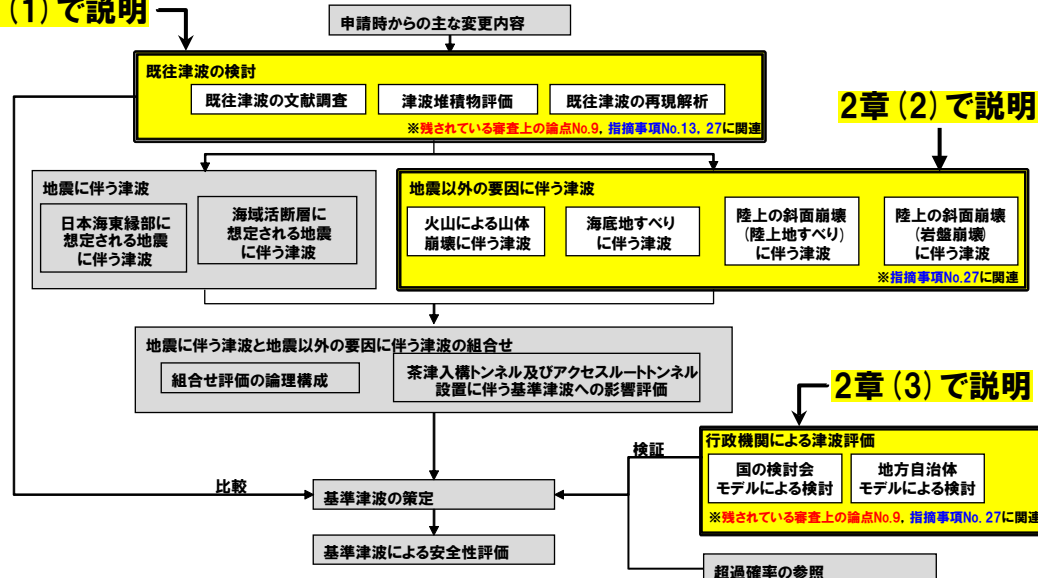 (1)で説明
申請時からの主な変更内容
既往津波の検討
既往津波の文献調査
津波堆積物評価
既往津波の再現解析
※残されている審査上の論点No.9, 指摘事項No.13, 27に関連
2章(2)で説明
地震に伴う津波
日本海東縁部に
想定される地震
に伴う津波
海域活断層に
想定される地震
に伴う津波
地震以外の要因に伴う津波
火山による山体
崩壊に伴う津波
海底地すべり
に伴う津波
陸上の斜面崩壊
(陸上地すべり)
に伴う津波
陸上の斜面崩壊
(岩盤崩壊)
に伴う津波
※指摘事項No.27に関連
地震に伴う津波と地震以外の要因に伴う津波の組合せ
組合せ評価の論理構成
茶津入構トンネル及びアクセスルートトンネル
設置に伴う基準津波への影響評価
2章(3)で説明
行政機関による津波評価
国の検討会
モデルによる検討
地方自治体
モデルによる検討
※残されている審査上の論点No.9, 指摘事項No.27に関連
検証
比較
基準津波の策定
基準津波による安全性評価
超過確率の参照